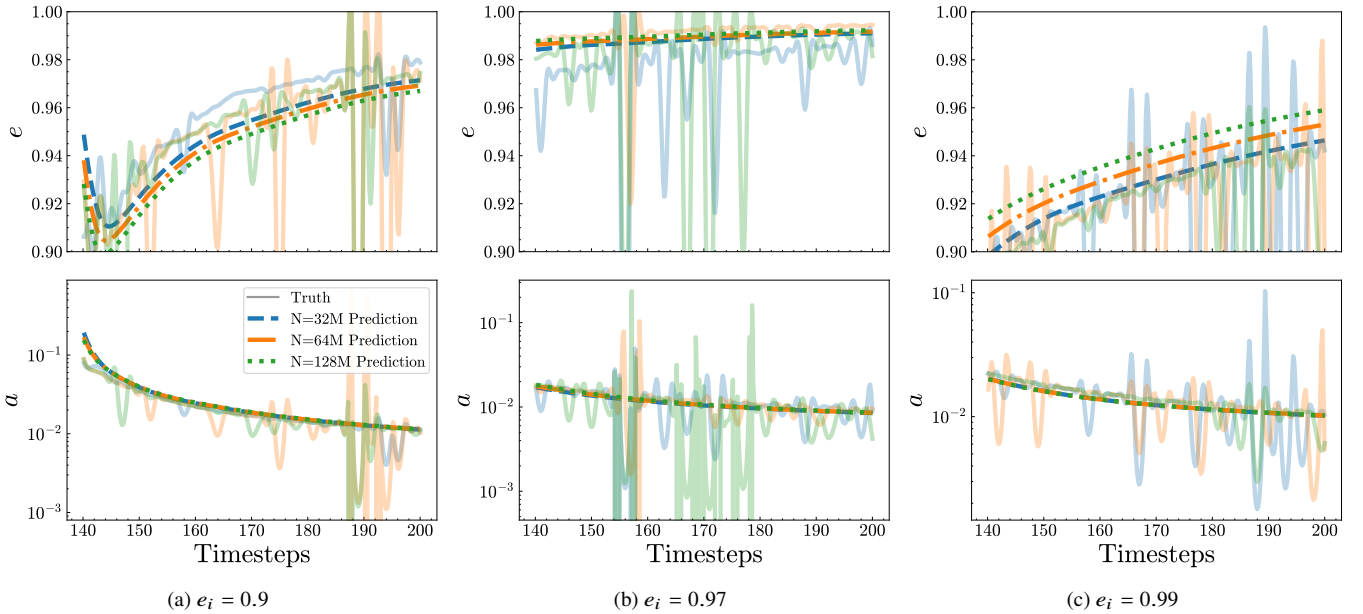 1.00
0.98
0.96
0.94
0.92
0.90
e
1.00
0.98
0.96
0.94
0.92
0.90
e
1.00
0.98
0.96
0.94
0.92
0.90
e
10⁻¹
10⁻²
10⁻³
a
Truth
N=32M Prediction
N=64M Prediction
N=128M Prediction
10⁻¹
10⁻²
10⁻³
a
10⁻¹
10⁻²
a
140 150 160 170 180 190 200
140 150 160 170 180 190 200
140 150 160 170 180 190 200
Timesteps
Timesteps
Timesteps
(a) eᵢ = 0.9
(b) eᵢ = 0.97
(c) eᵢ = 0.99